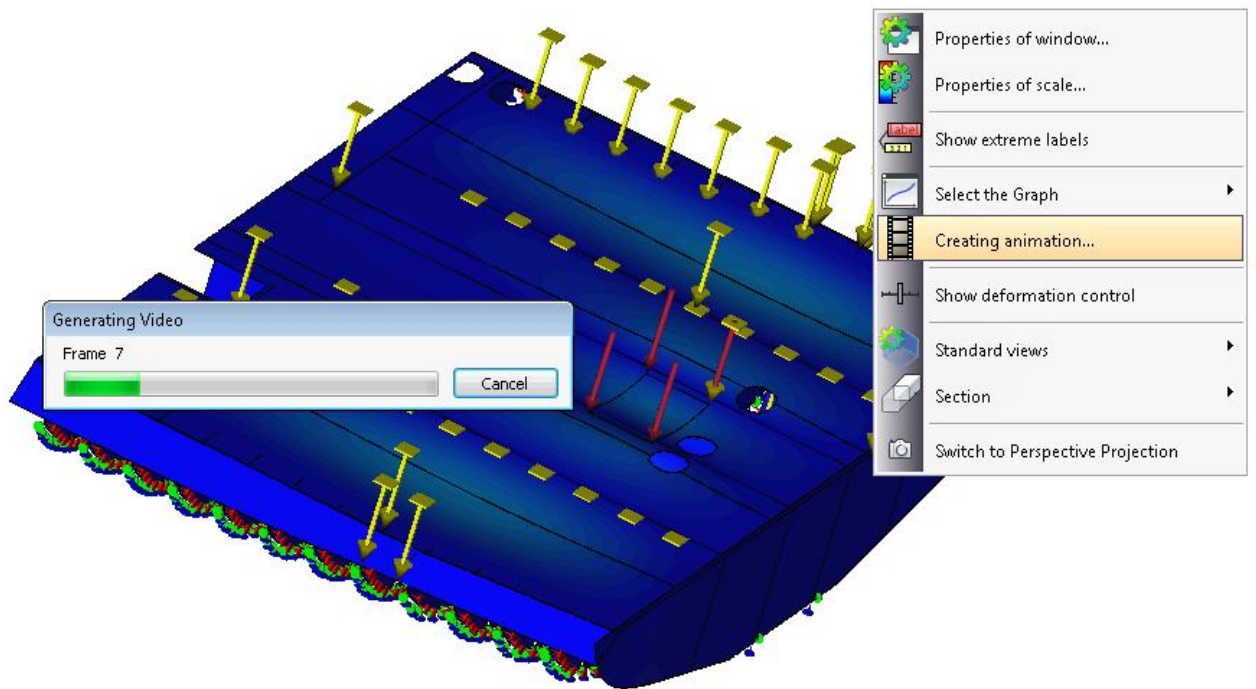 Generating Video
Frame 7
Cancel
Properties of window...
Properties of scale...
label
321
Show extreme labels
Select the Graph
Creating animation...
Show deformation control
Standard views
Section
Switch to Perspective Projection